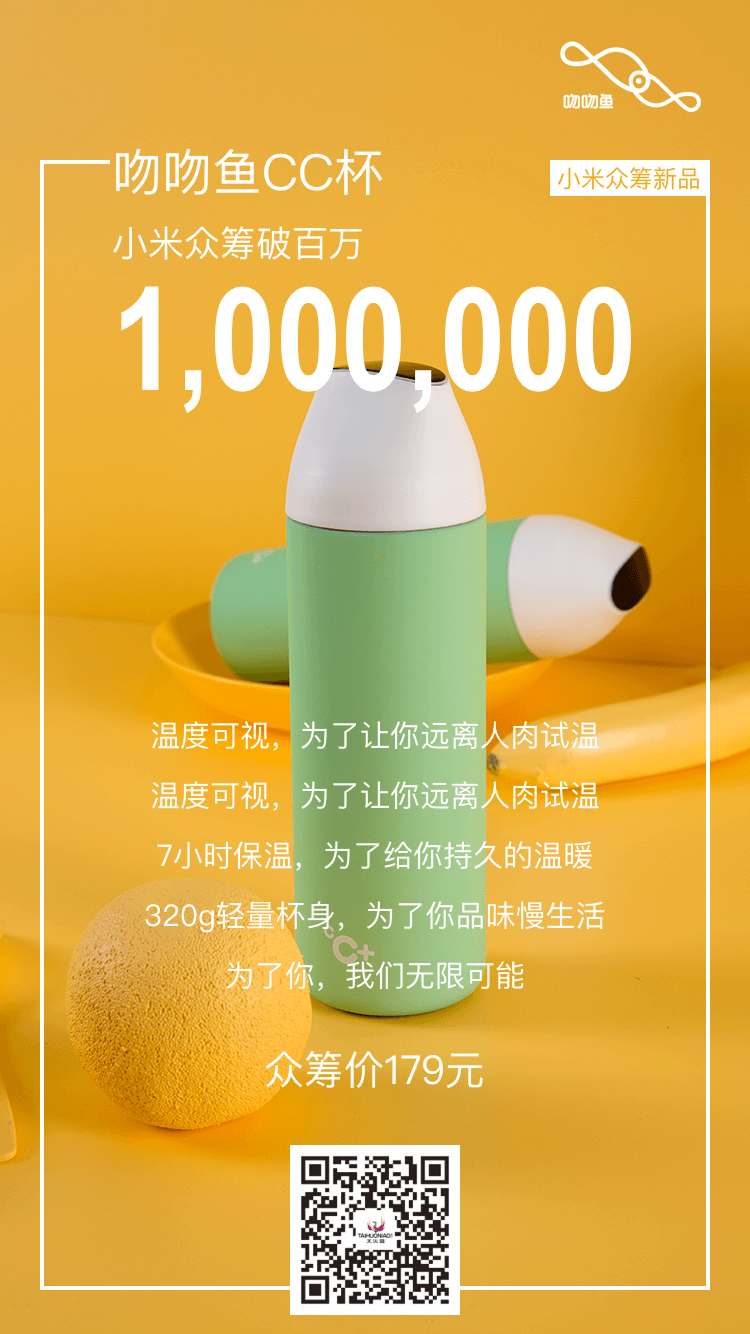 吻吻鱼
吻吻鱼CC杯
小米众筹新品
小米众筹破百万
1,000,000
温度可视，为了让你远离人肉试温
温度可视，为了让你远离人肉试温
7小时保温，为了给你持久的温暖
320g轻量杯身，为了你品味慢生活
°C+
为了你，我们无限可能
众筹价179元
TAIHUONIAO
太火鸟